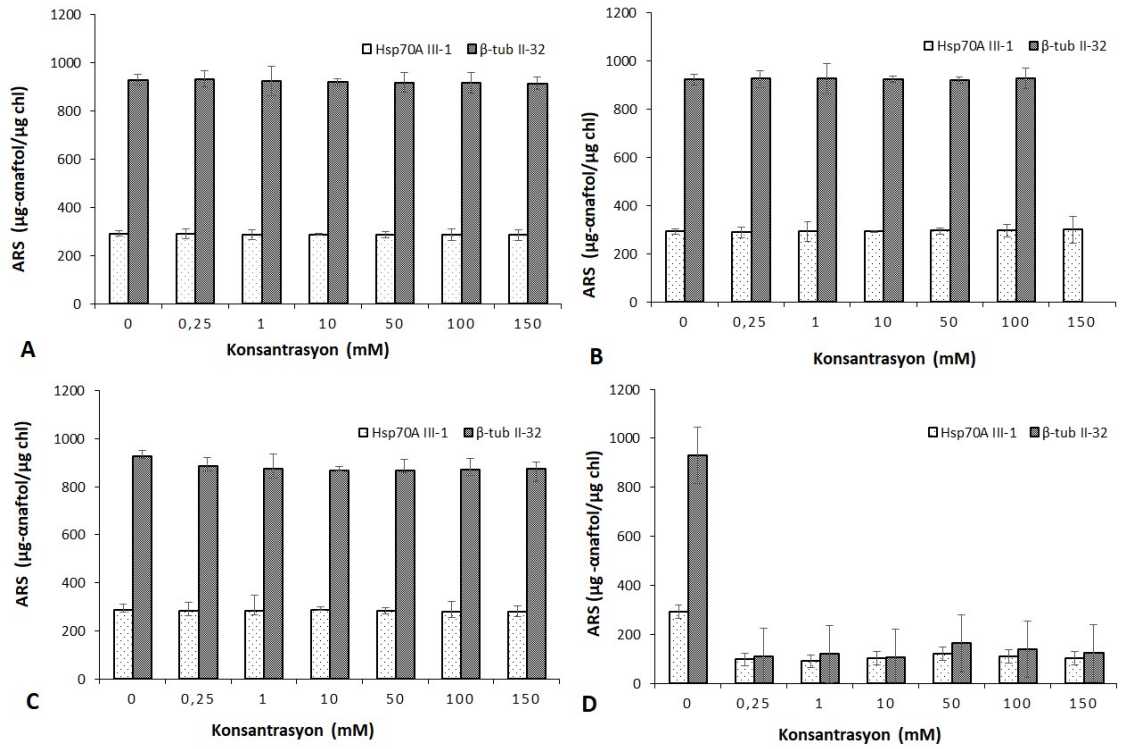 1200
1000
800
600
400
200
0
ARS (µg-αnaftol/µg chl)
Hsp70A III-1 β-tub II-32
0 0,25 1 10 50 100 150
Konsantrasyon (mM)
A
1200
1000
800
600
400
200
0
ARS (µg-αnaftol/µg chl)
Hsp70A III-1 β-tub II-32
0 0,25 1 10 50 100 150
Konsantrasyon (mM)
B
1200
1000
800
600
400
200
0
ARS (µg-αnaftol/µg chl)
Hsp70A III-1 β-tub II-32
0 0,25 1 10 50 100 150
Konsantrasyon (mM)
C
1200
1000
800
600
400
200
0
ARS (µg -αnaftol/µg chl)
Hsp70A III-1 β-tub II-32
0 0,25 1 10 50 100 150
Konsantrasyon (mM)
D